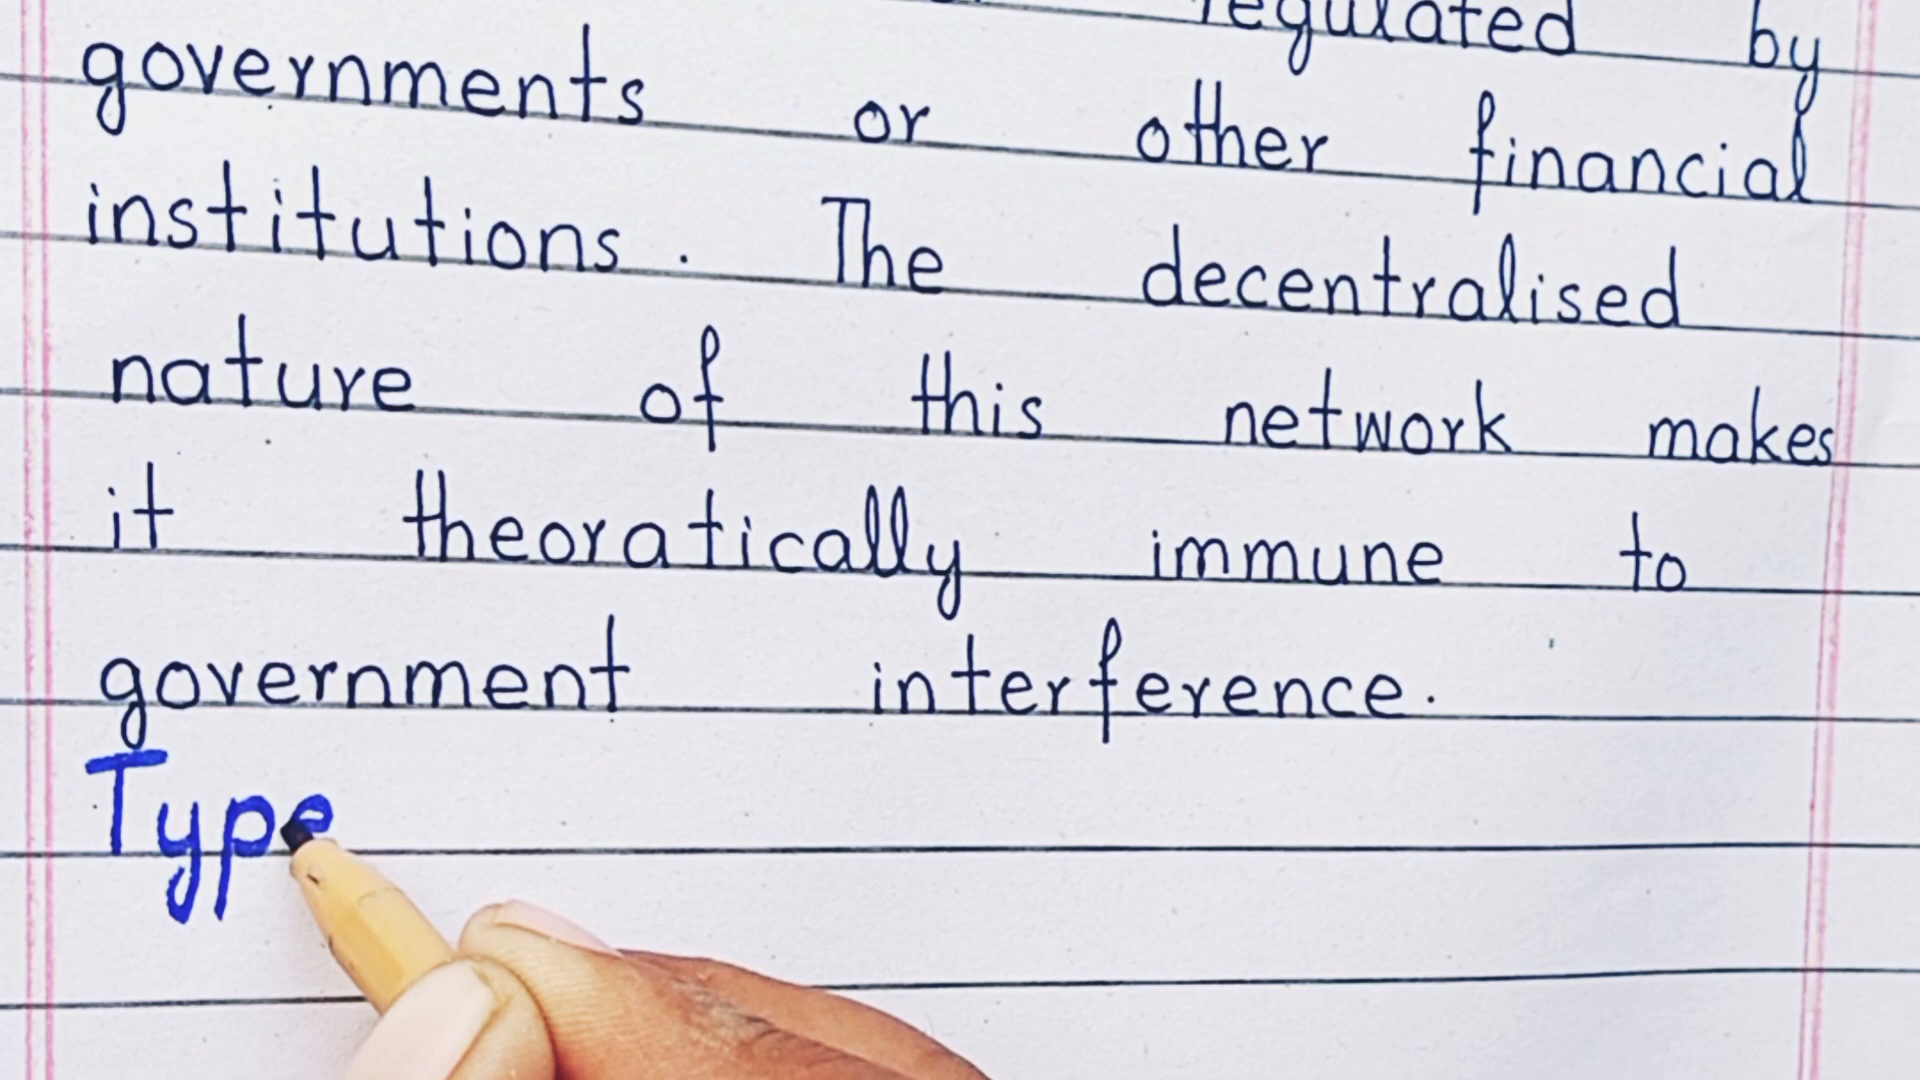 regulated by
governments or other financial
institutions. The decentralised
nature of this network makes
it theoratically immune to
government interference.
Type